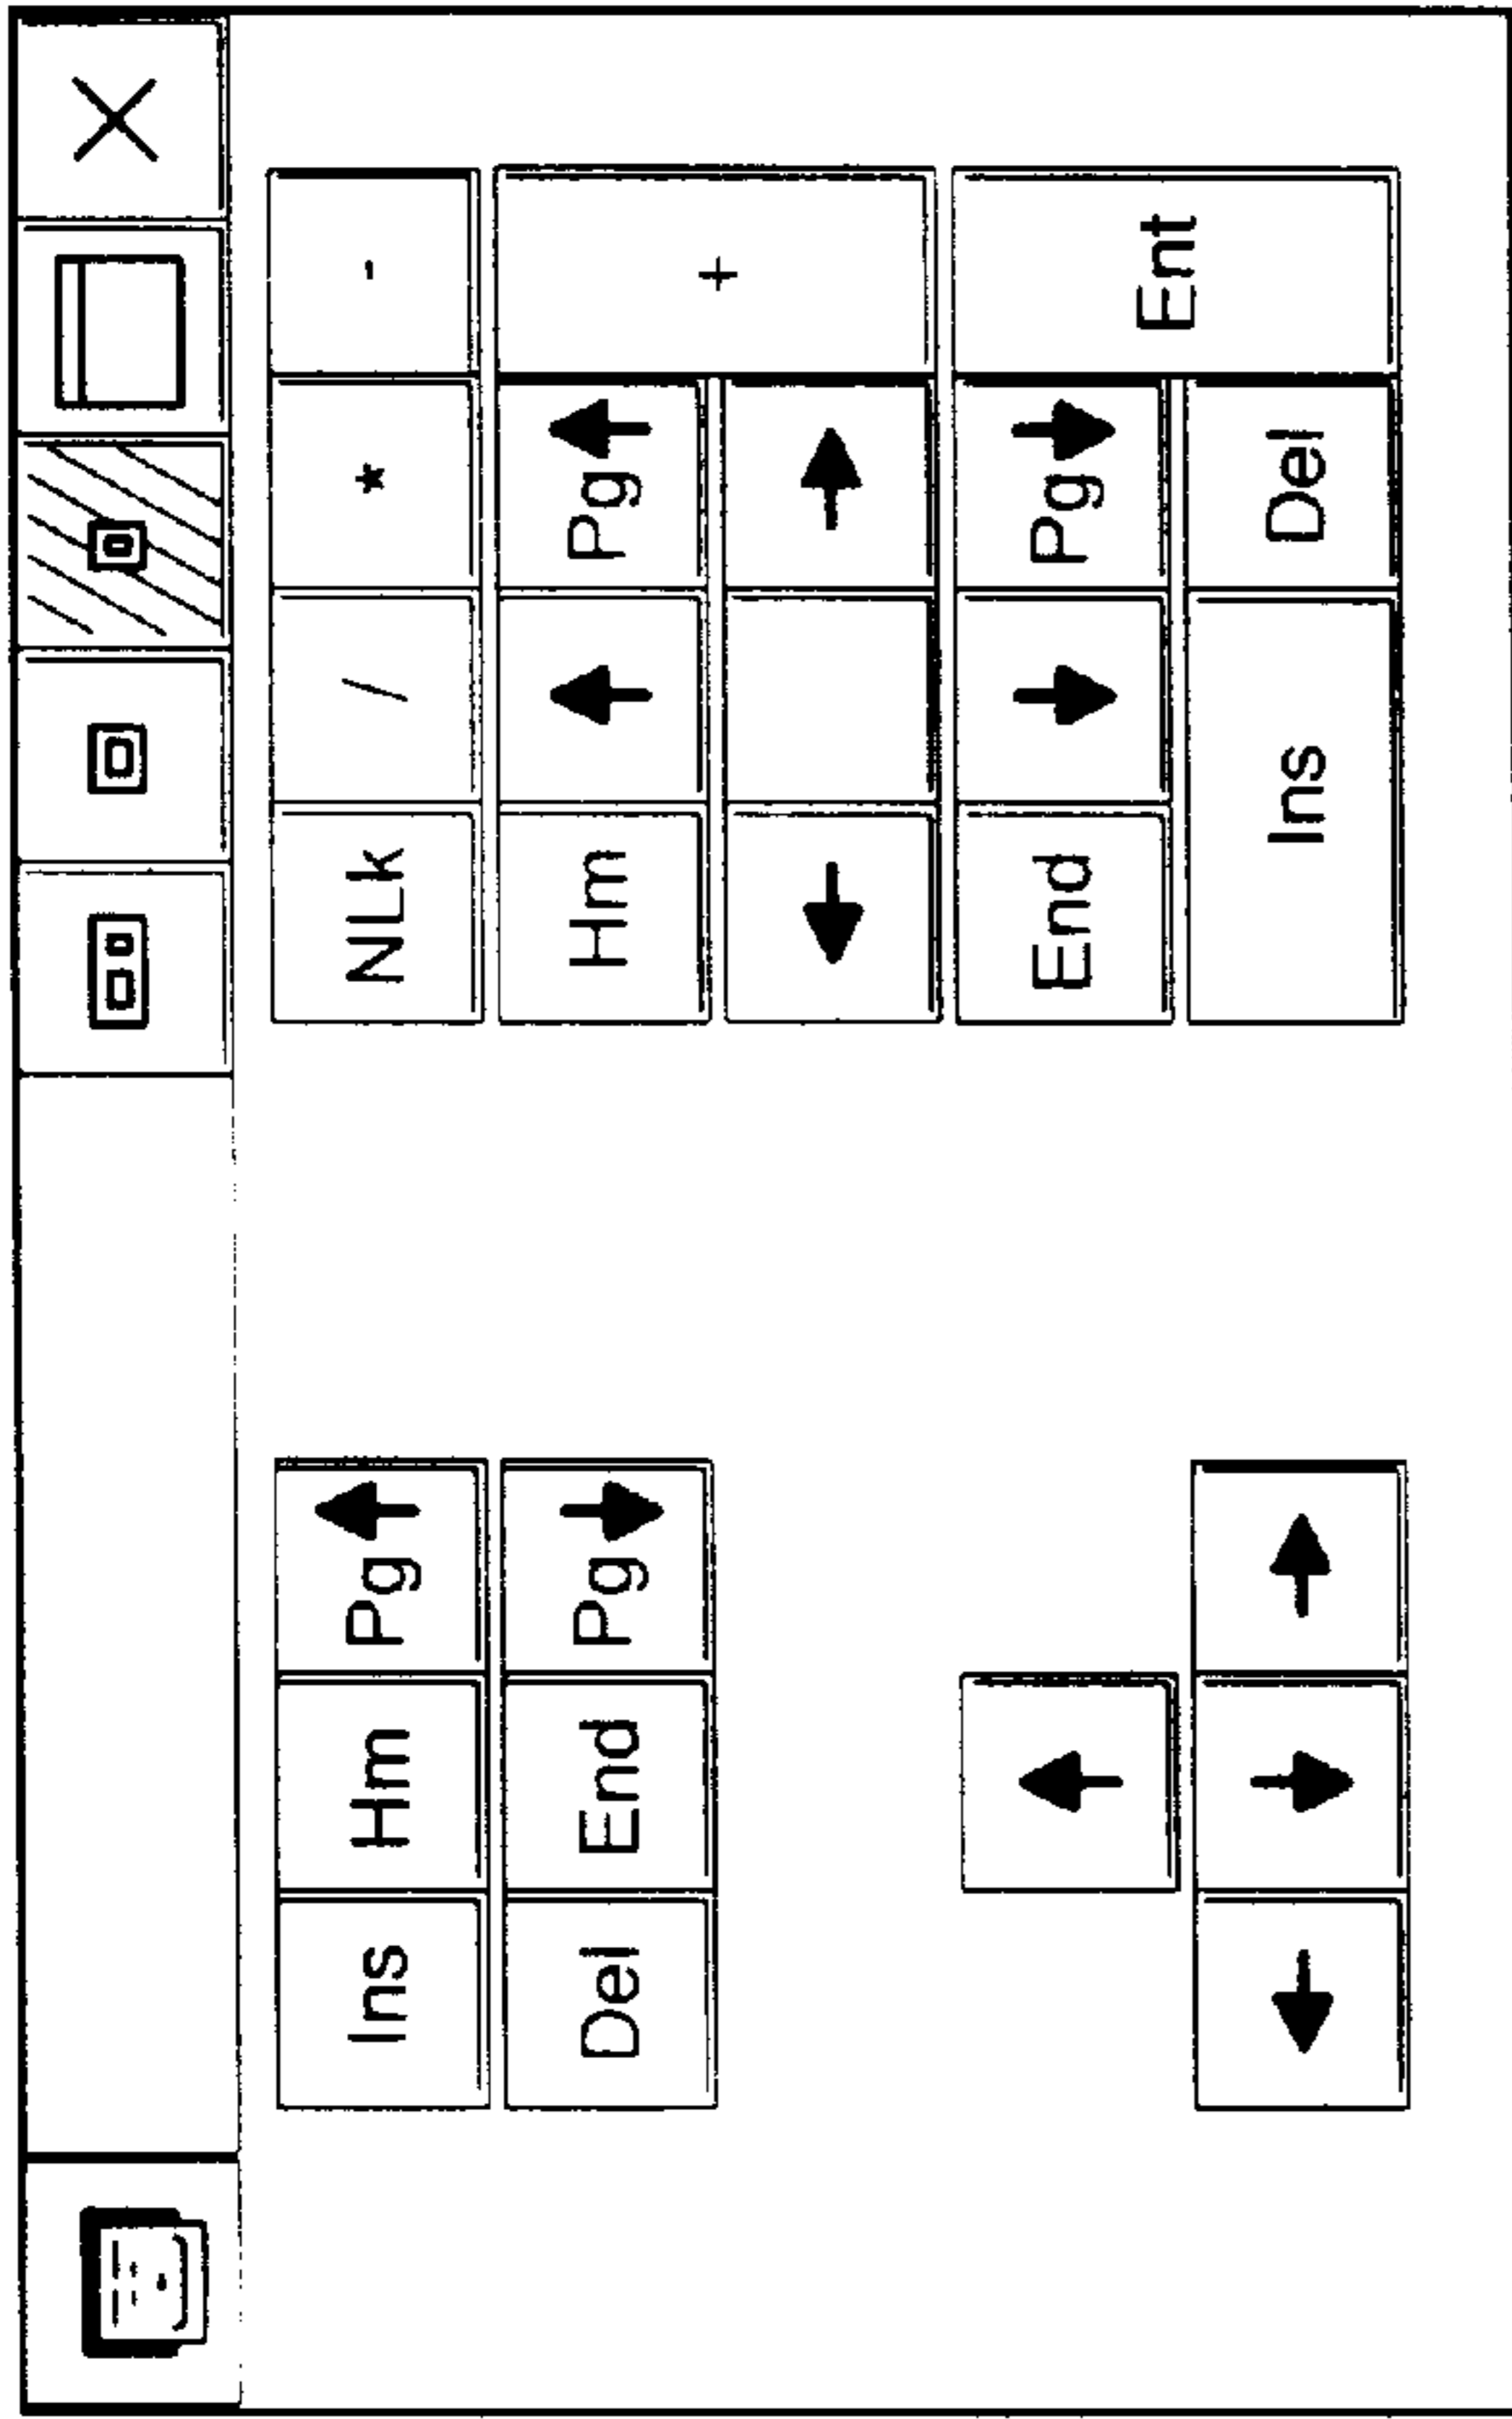 Ins Hm Pg↑ NLk / * -
Del End Pg↓ Hm ↑ Pg↑ +
← →
↑ End ↓ Pg↓ Ent
← ↓ → Ins Del